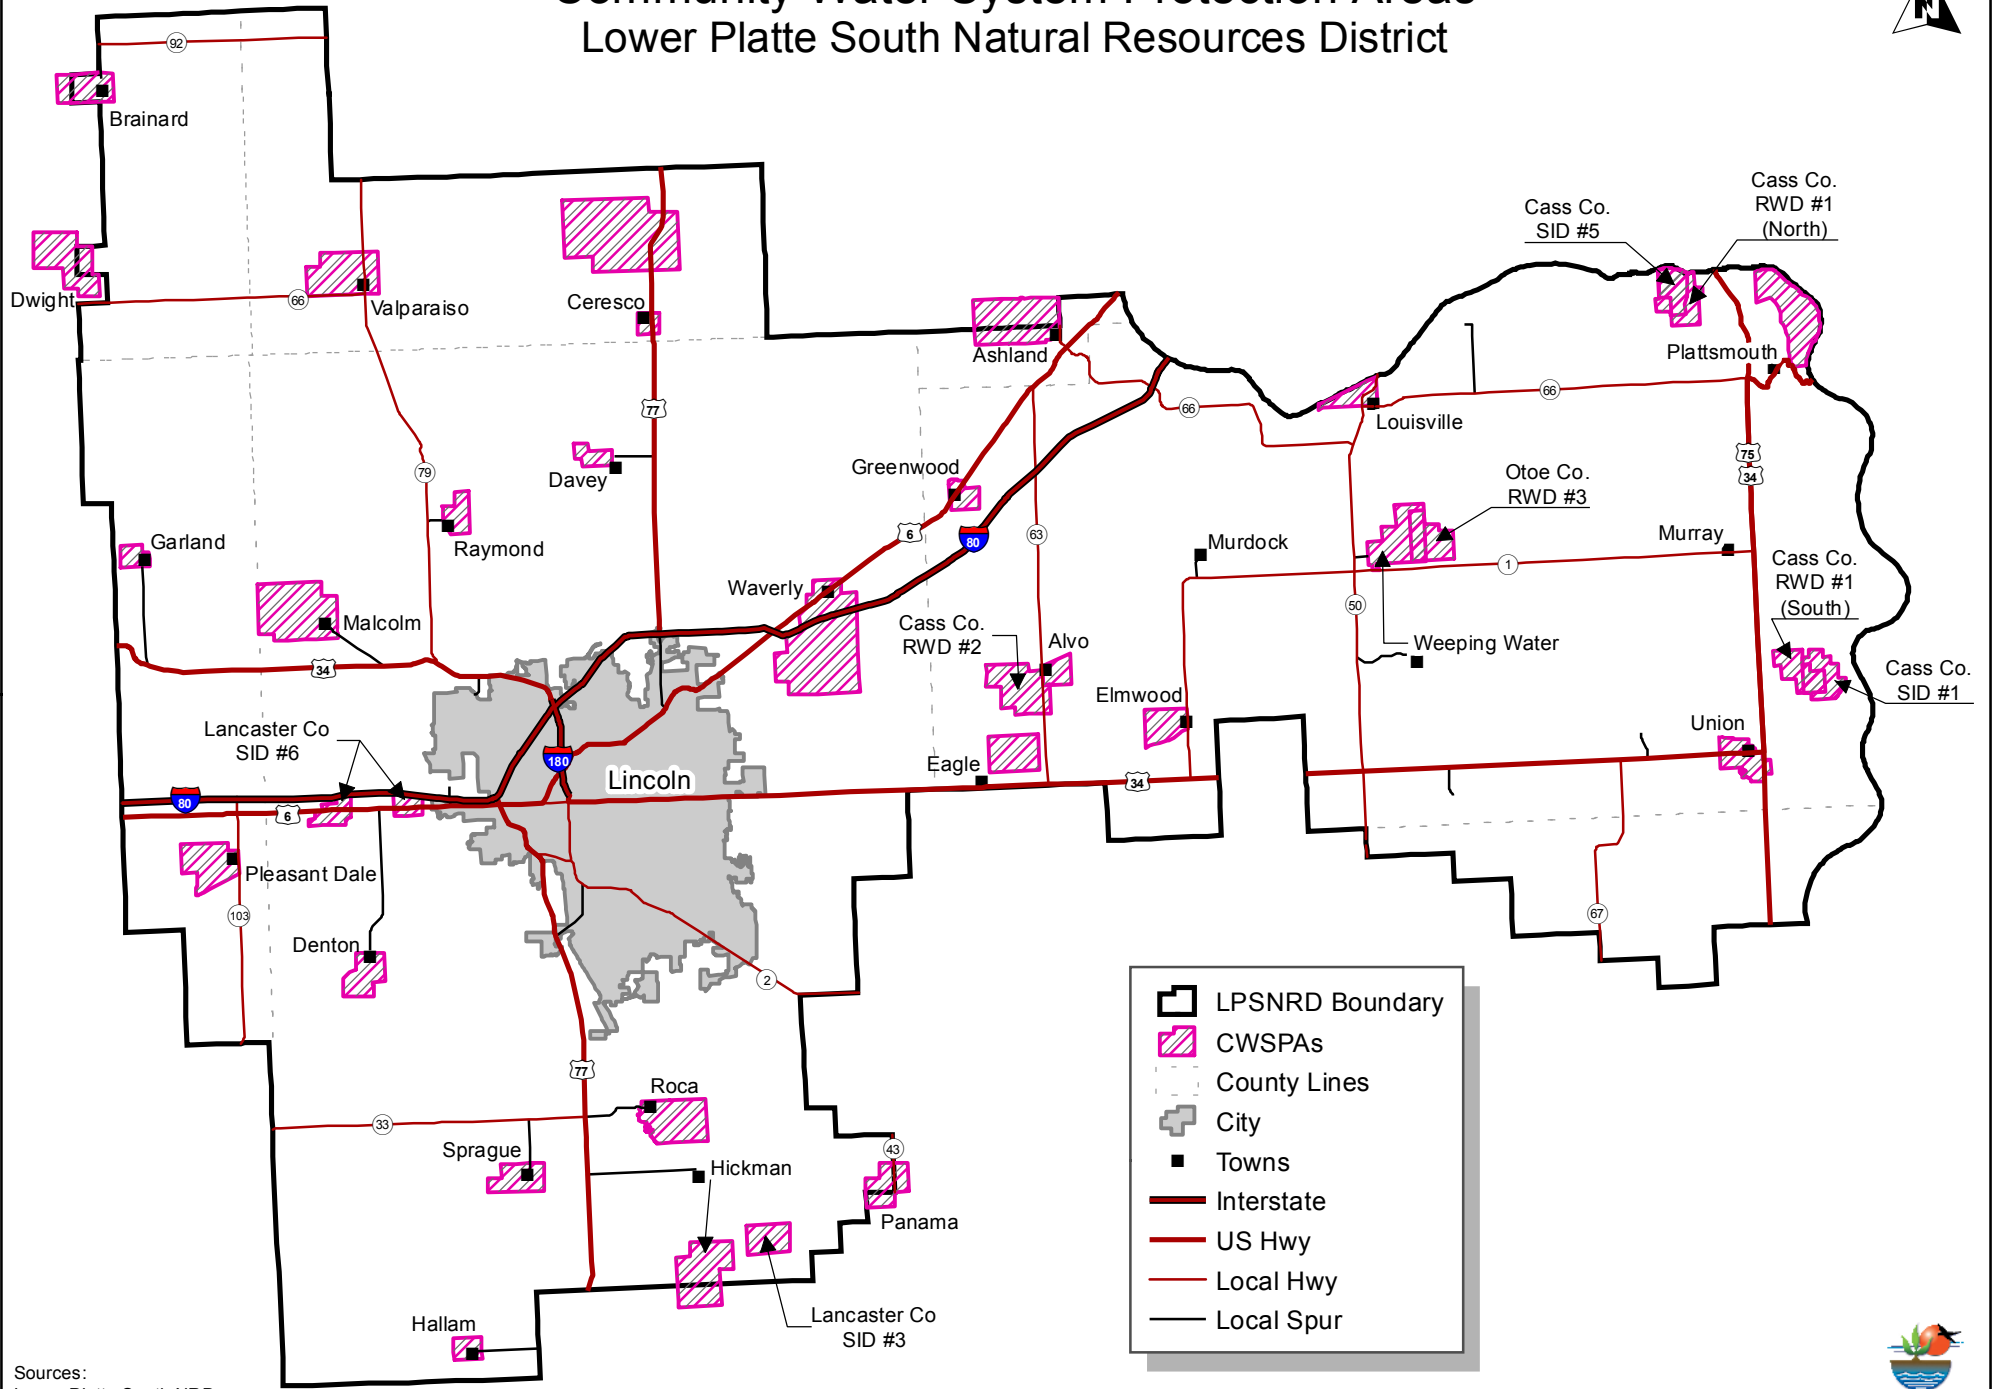 Community Water System Protection Areas
Lower Platte South Natural Resources District
N
92
Brainard
Cass Co.
RWD #1
(North)
Cass Co.
SID #5
Dwight
66
Valparaiso
Ceresco
Ashland
Plattsmouth
77
66
66
Louisville
79
Davey
Greenwood
75
34
Otoe Co.
RWD #3
Garland
Raymond
6
80
63
Murdock
Murray
1
Cass Co.
RWD #1
(South)
Waverly
50
Malcolm
Cass Co.
RWD #2
Alvo
Weeping Water
34
Cass Co.
SID #1
Elmwood
Lancaster Co
SID #6
Union
180
Lincoln
Eagle
34
80
6
Pleasant Dale
103
67
Denton
2
LPSNRD Boundary
CWSPAs
County Lines
City
Towns
Interstate
US Hwy
Local Hwy
Local Spur
77
Roca
33
Sprague
43
Hickman
Panama
Lancaster Co
SID #3
Hallam
Sources: